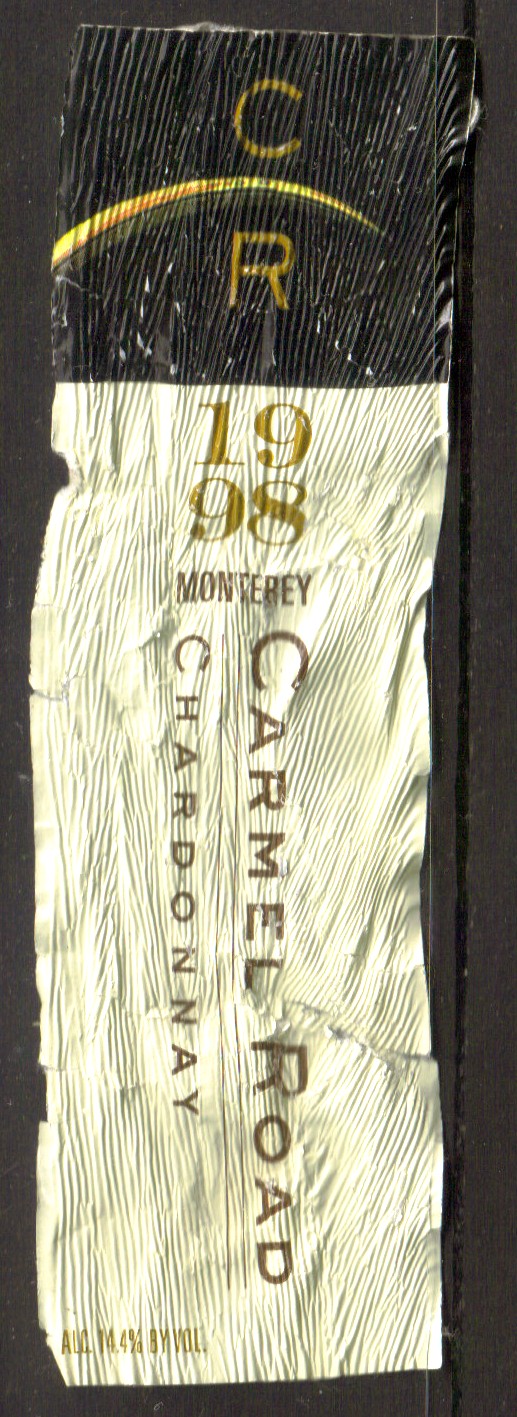 C
R
19
98
MONTEREY
CARMEL ROAD
CHARDONNAY
ALC. 14.4% BY VOL.